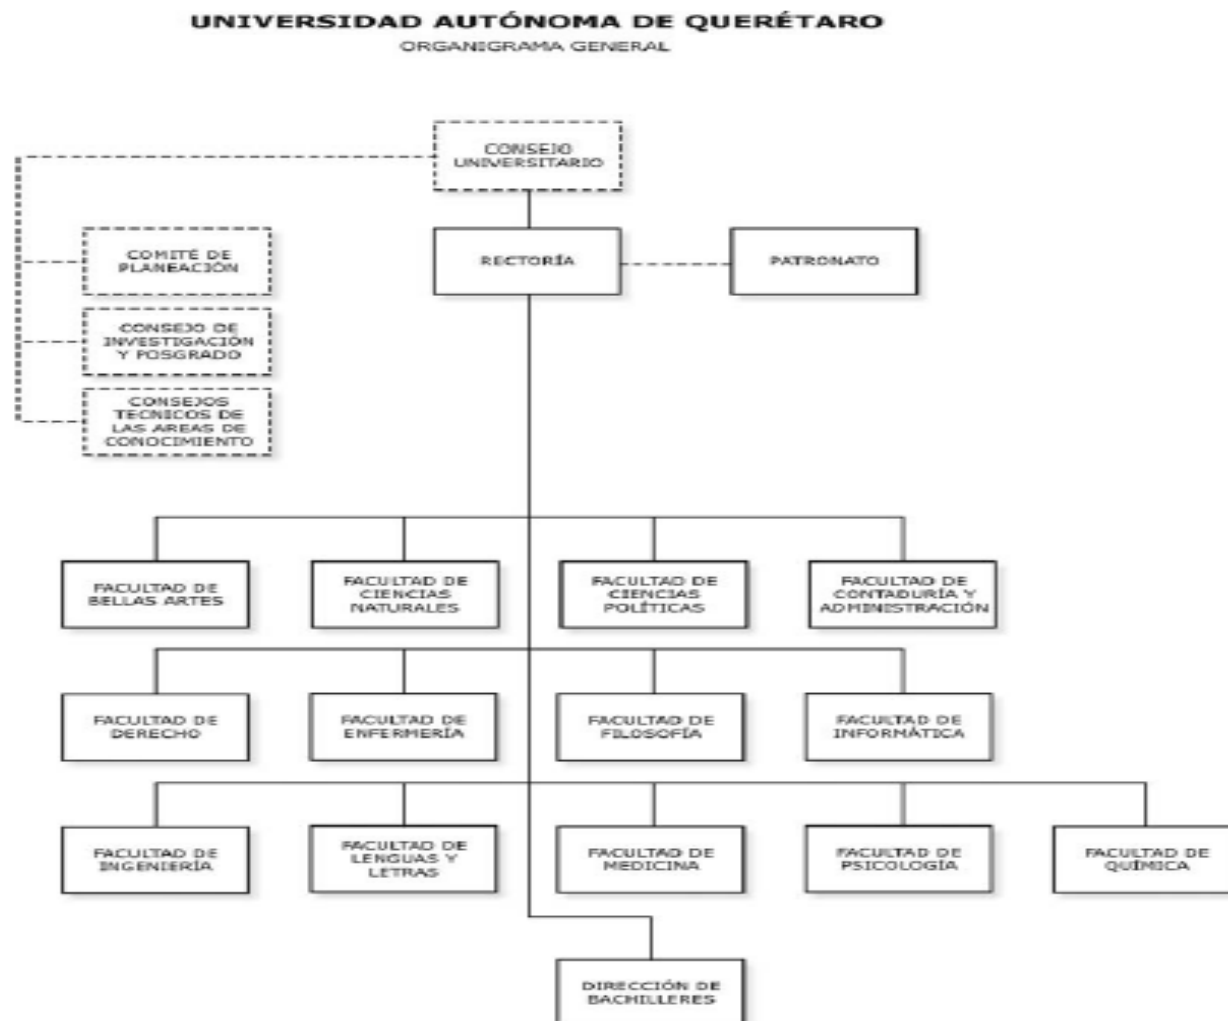 UNIVERSIDAD AUTÓNOMA DE QUERÉTARO
ORGANIGRAMA GENERAL
CONSEJO
UNIVERSITARIO
COMITÉ DE
PLANEACIÓN
RECTORÍA
PATRONATO
CONSEJO DE
INVESTIGACIÓN
Y POSGRADO
CONSEJOS
TECNICOS DE
LAS AREAS DE
CONOCIMIENTO
FACULTAD DE
BELLAS ARTES
FACULTAD DE
CIENCIAS
NATURALES
FACULTAD DE
CIENCIAS
POLÍTICAS
FACULTAD DE
CONTADURÍA Y
ADMINISTRACIÓN
FACULTAD DE
DERECHO
FACULTAD DE
ENFERMERÍA
FACULTAD DE
FILOSOFÍA
FACULTAD DE
INFORMÁTICA
FACULTAD DE
INGENIERÍA
FACULTAD DE
LENGUAS Y
LETRAS
FACULTAD DE
MEDICINA
FACULTAD DE
PSICOLOGÍA
FACULTAD DE
QUÍMICA
DIRECCIÓN DE
BACHILLERES